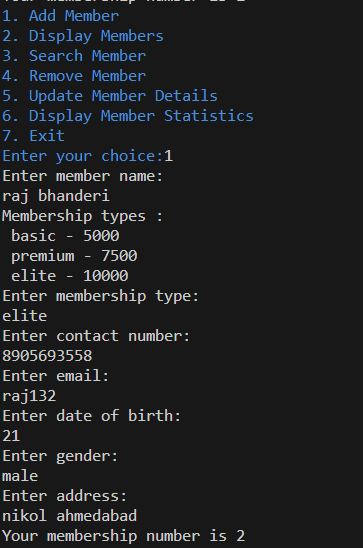 Your membership number is 1
1. Add Member
2. Display Members
3. Search Member
4. Remove Member
5. Update Member Details
6. Display Member Statistics
7. Exit
Enter your choice:1
Enter member name:
raj bhanderi
Membership types :
basic - 5000
premium - 7500
elite - 10000
Enter membership type:
elite
Enter contact number:
8905693558
Enter email:
raj132
Enter date of birth:
21
Enter gender:
male
Enter address:
nikol ahmedabad
Your membership number is 2